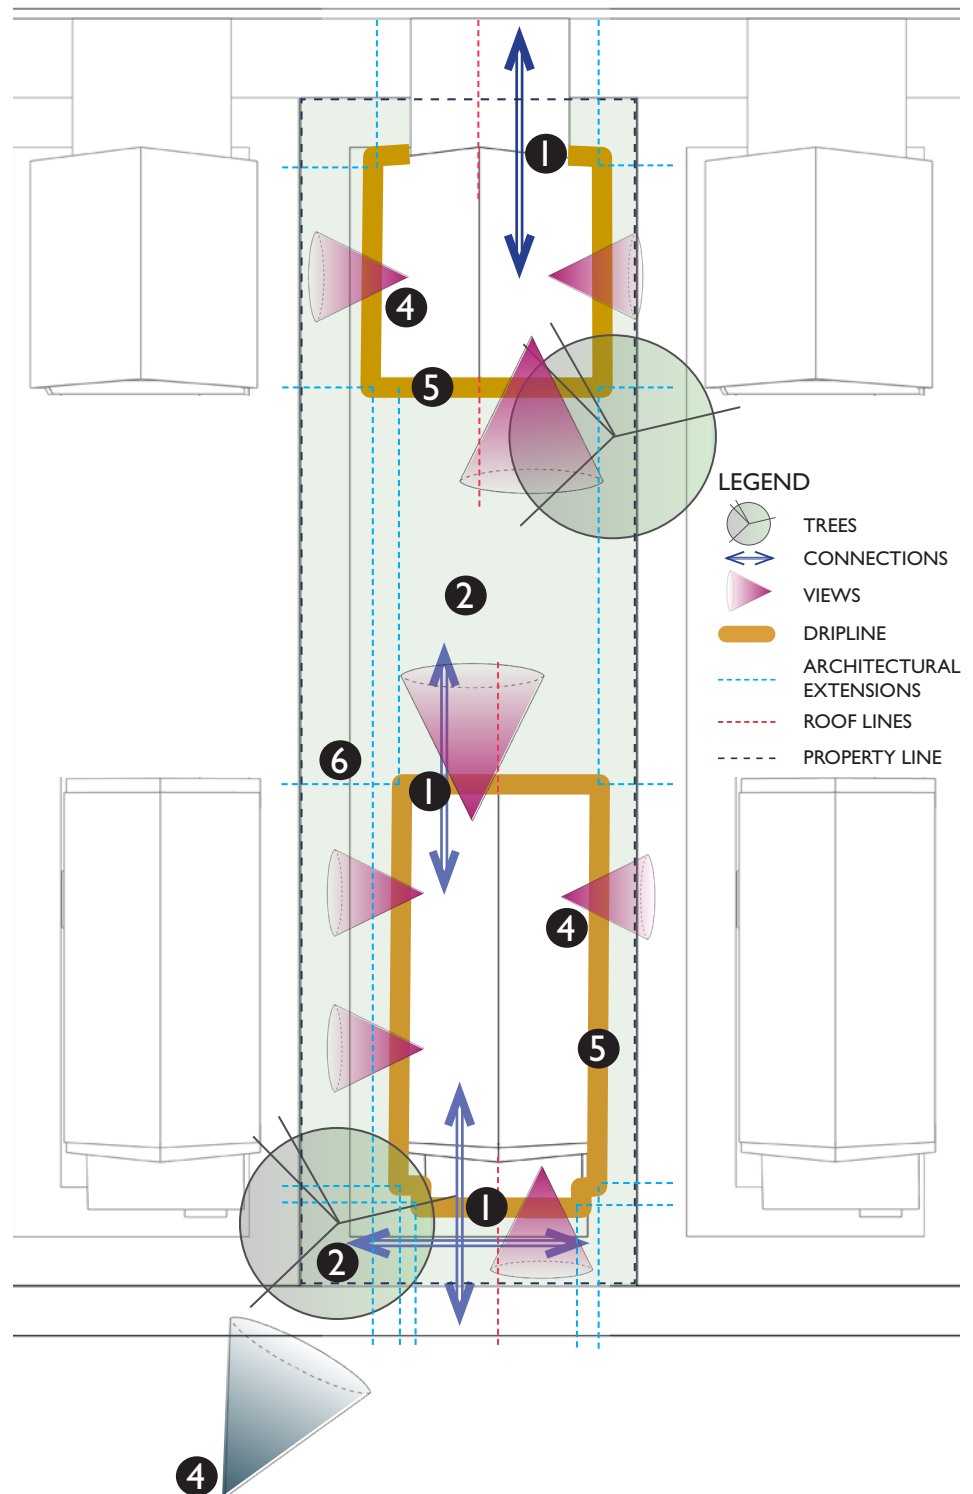 1
4
5
LEGEND
TREES
CONNECTIONS
2
VIEWS
DRIPLINE
ARCHITECTURAL
EXTENSIONS
ROOF LINES
6
PROPERTY LINE
1
4
5
1
2
4